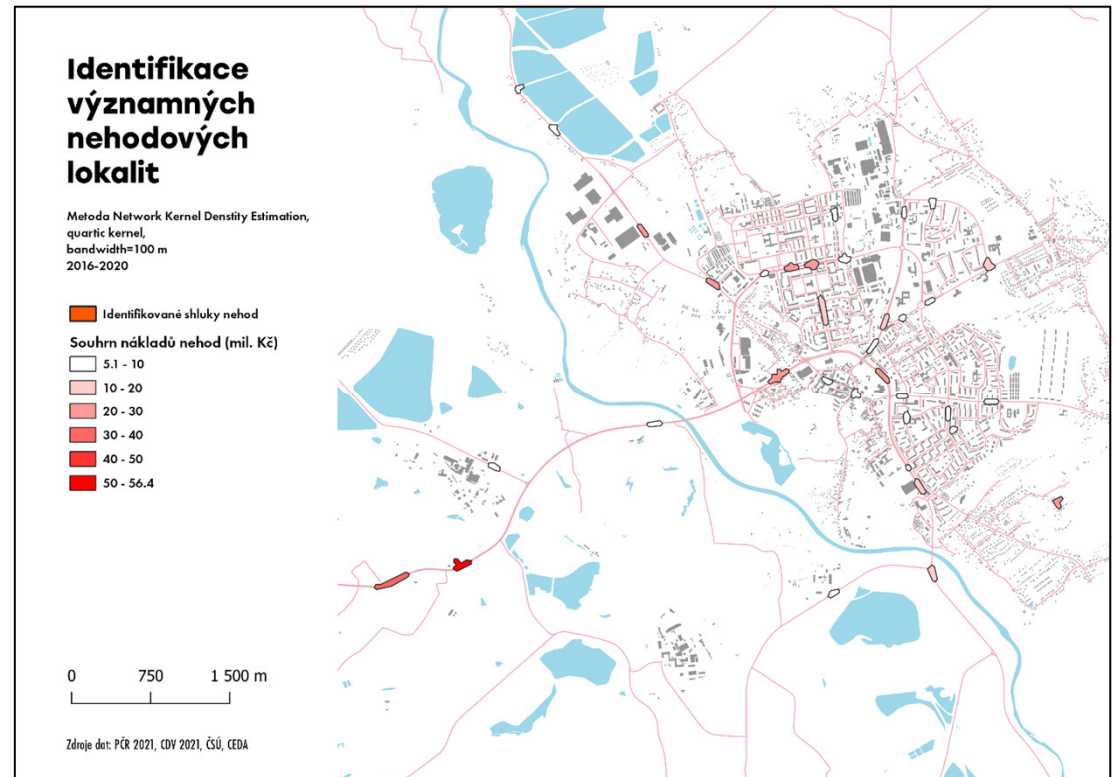 Identifikace
významných
nehodových
lokalit
Metoda Network Kernel Denstity Estimation,
quartic kernel,
bandwidth=100 m
2016-2020
Identifikované shluky nehod
Souhrn nákladů nehod (mil. Kč)
5.1 - 10
10 - 20
20 - 30
30 - 40
40 - 50
50 - 56.4
0 750 1 500 m
Zdroje dat: PČR 2021, CDV 2021, ČSÚ, CEDA